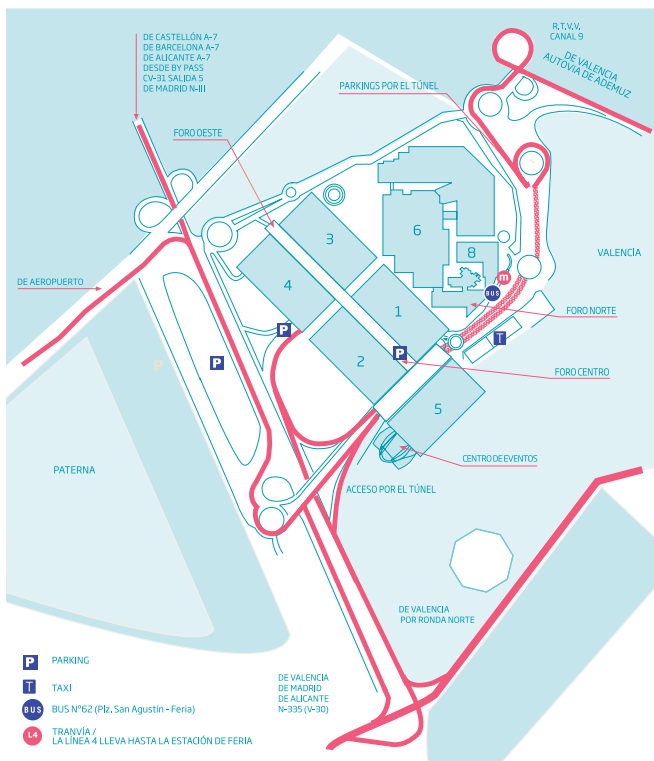 DE CASTELLÓN A-7
DE BARCELONA A-7
DE ALICANTE A-7
DESDE BY PASS
CV-31 SALIDA 5
DE MADRID N-III
R.T.V.V.
CANAL 9
DE VALENCIA
AUTOVÍA DE ADEMUZ
PARKINGS POR EL TÚNEL
FORO OESTE
3
6
8
VALENCÍA
4
DE AEROPUERTO
m
BUS
1
FORO NORTE
P
P
T
2
P
FORO CENTRO
P
5
CENTRO DE EVENTOS
PATERNA
ACCESO POR EL TÚNEL
DE VALENCIA
POR RONDA NORTE
P PARKING
T TAXI
BUS BUS Nº62 (Plz. San Agustín - Feria)
L4 TRANVÍA /
LA LÍNEA 4 LLEVA HASTA LA ESTACIÓN DE FERIA
DE VALENCIA
DE MADRID
DE ALICANTE
N-335 (V-30)